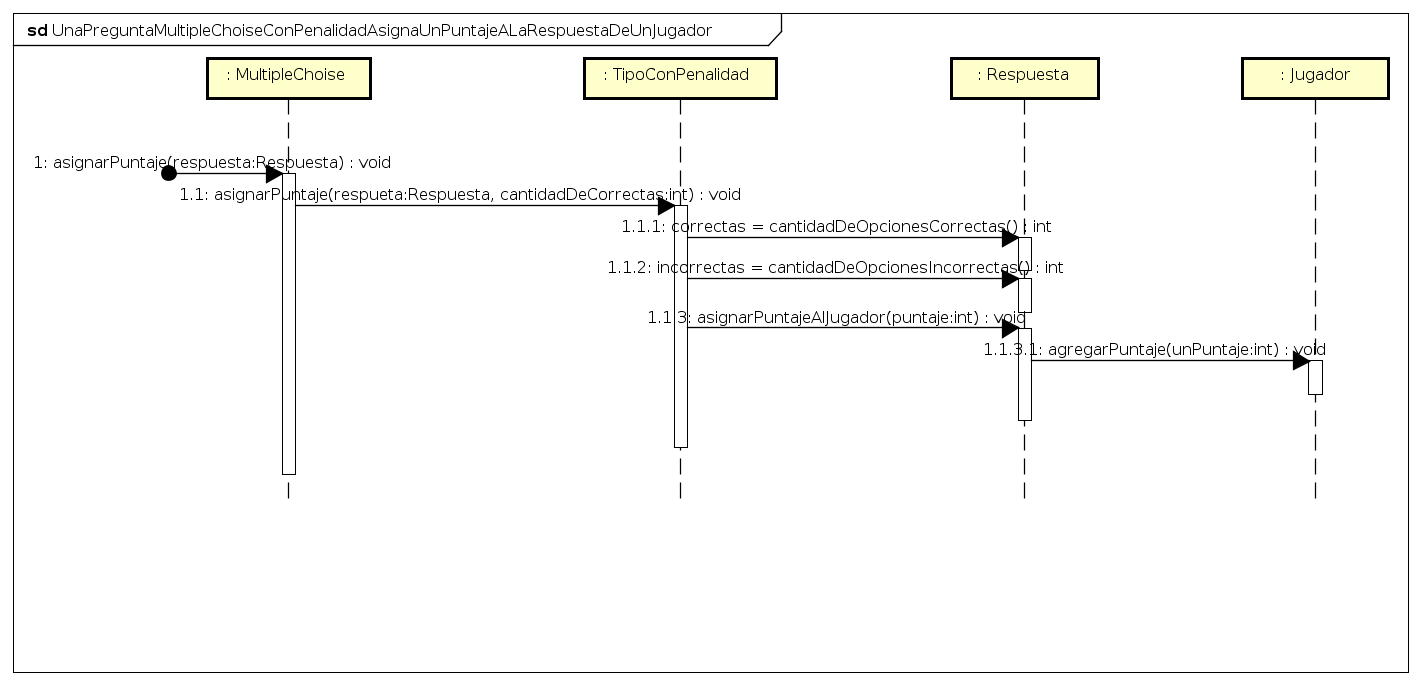 sd UnaPreguntaMultipleChoiseConPenalidadAsignaUnPuntajeALaRespuestaDeUnJugador
: MultipleChoise
: TipoConPenalidad
: Respuesta
: Jugador
1: asignarPuntaje(respuesta:Respuesta) : void
1.1: asignarPuntaje(respueta:Respuesta, cantidadDeCorrectas:int) : void
1.1.1: correctas = cantidadDeOpcionesCorrectas() : int
1.1.2: incorrectas = cantidadDeOpcionesIncorrectas() : int
1.1.3: asignarPuntajeAlJugador(puntaje:int) : void
1.1.3.1: agregarPuntaje(unPuntaje:int) : void